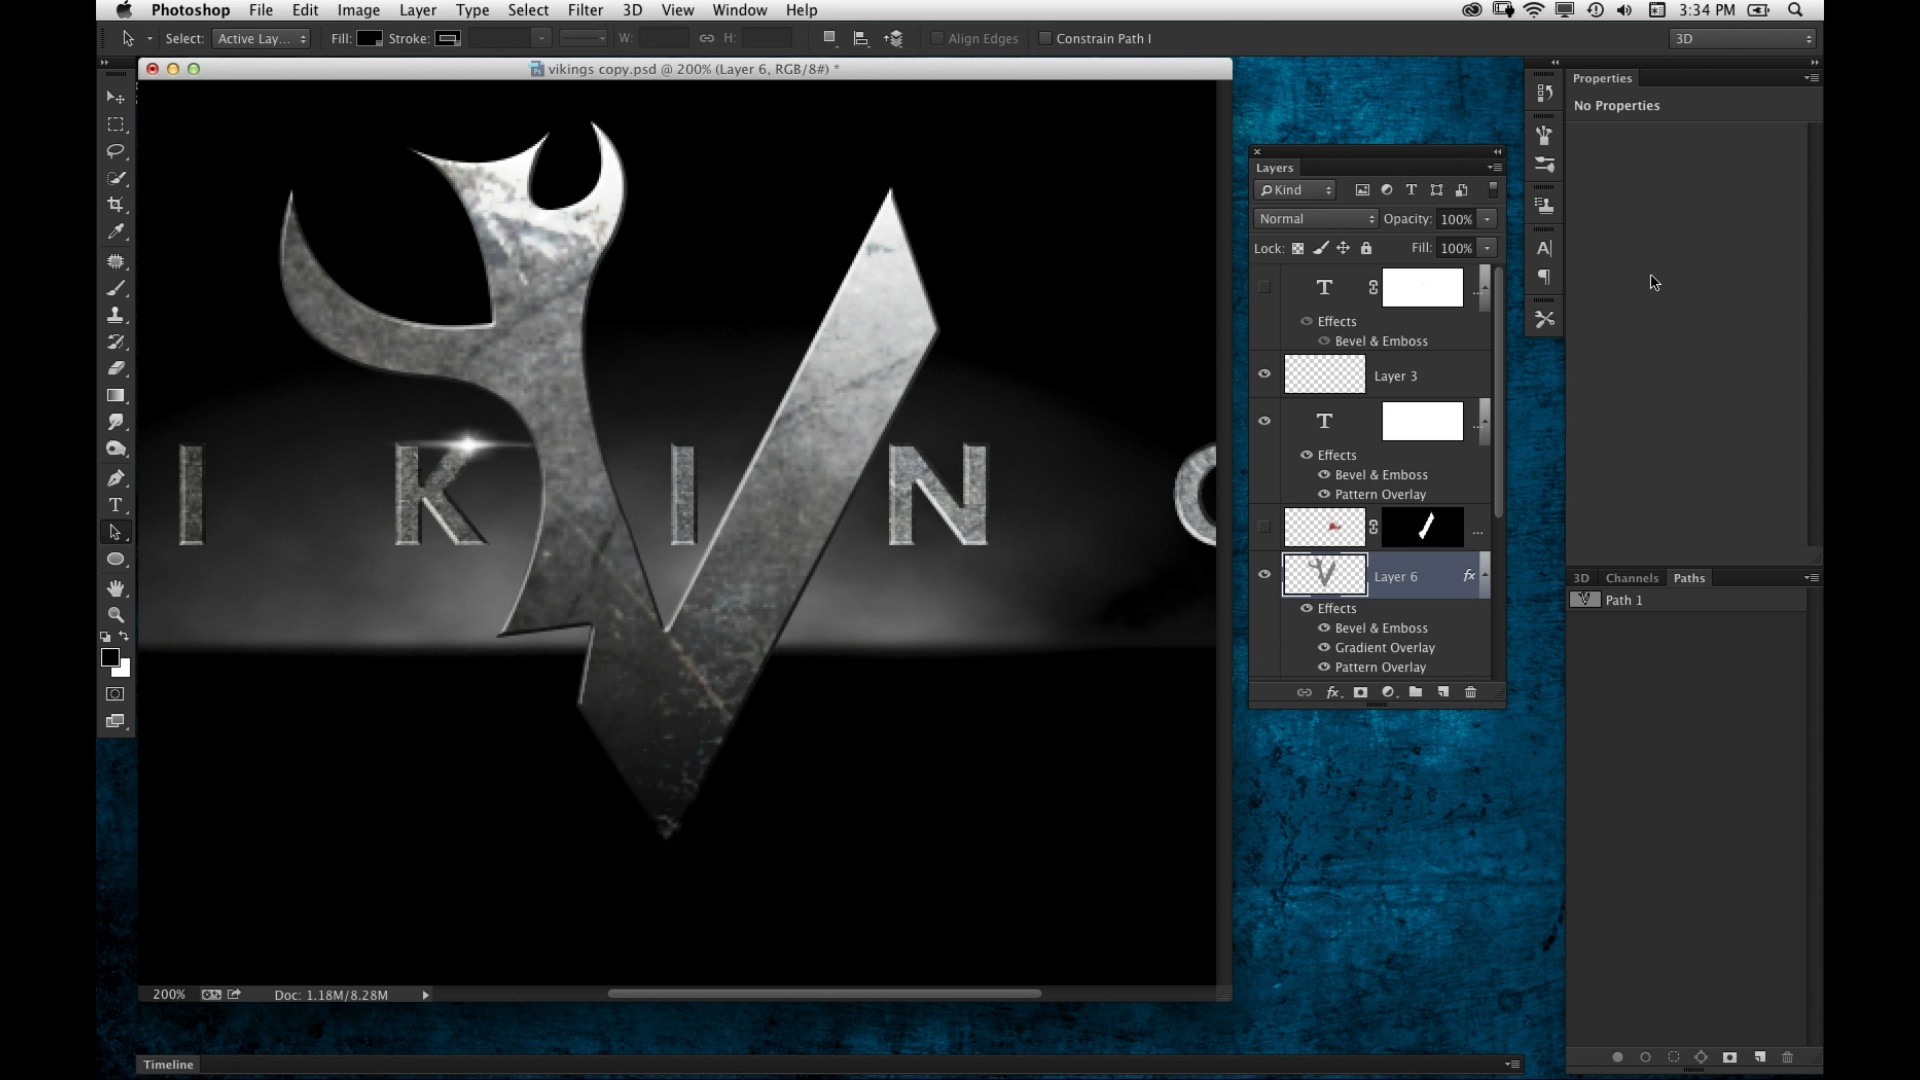 Photoshop File Edit Image Layer Type Select Filter 3D View Window Help 3:34 PM
Select: Active Lay... Fill: Stroke: W: H: Align Edges Constrain Path I 3D
vikings copy.psd @ 200% (Layer 6, RGB/8#) *
Properties
No Properties
Layers
Kind T
Normal Opacity: 100%
Lock: Fill: 100%
T ...
Effects
Bevel & Emboss
Layer 3
T ...
Effects
Bevel & Emboss
Pattern Overlay
...
Layer 6 fx
Effects
Bevel & Emboss
Gradient Overlay
Pattern Overlay
fx
I K I N G
V
3D Channels Paths
Path 1
200% Doc: 1.18M/8.28M
Timeline